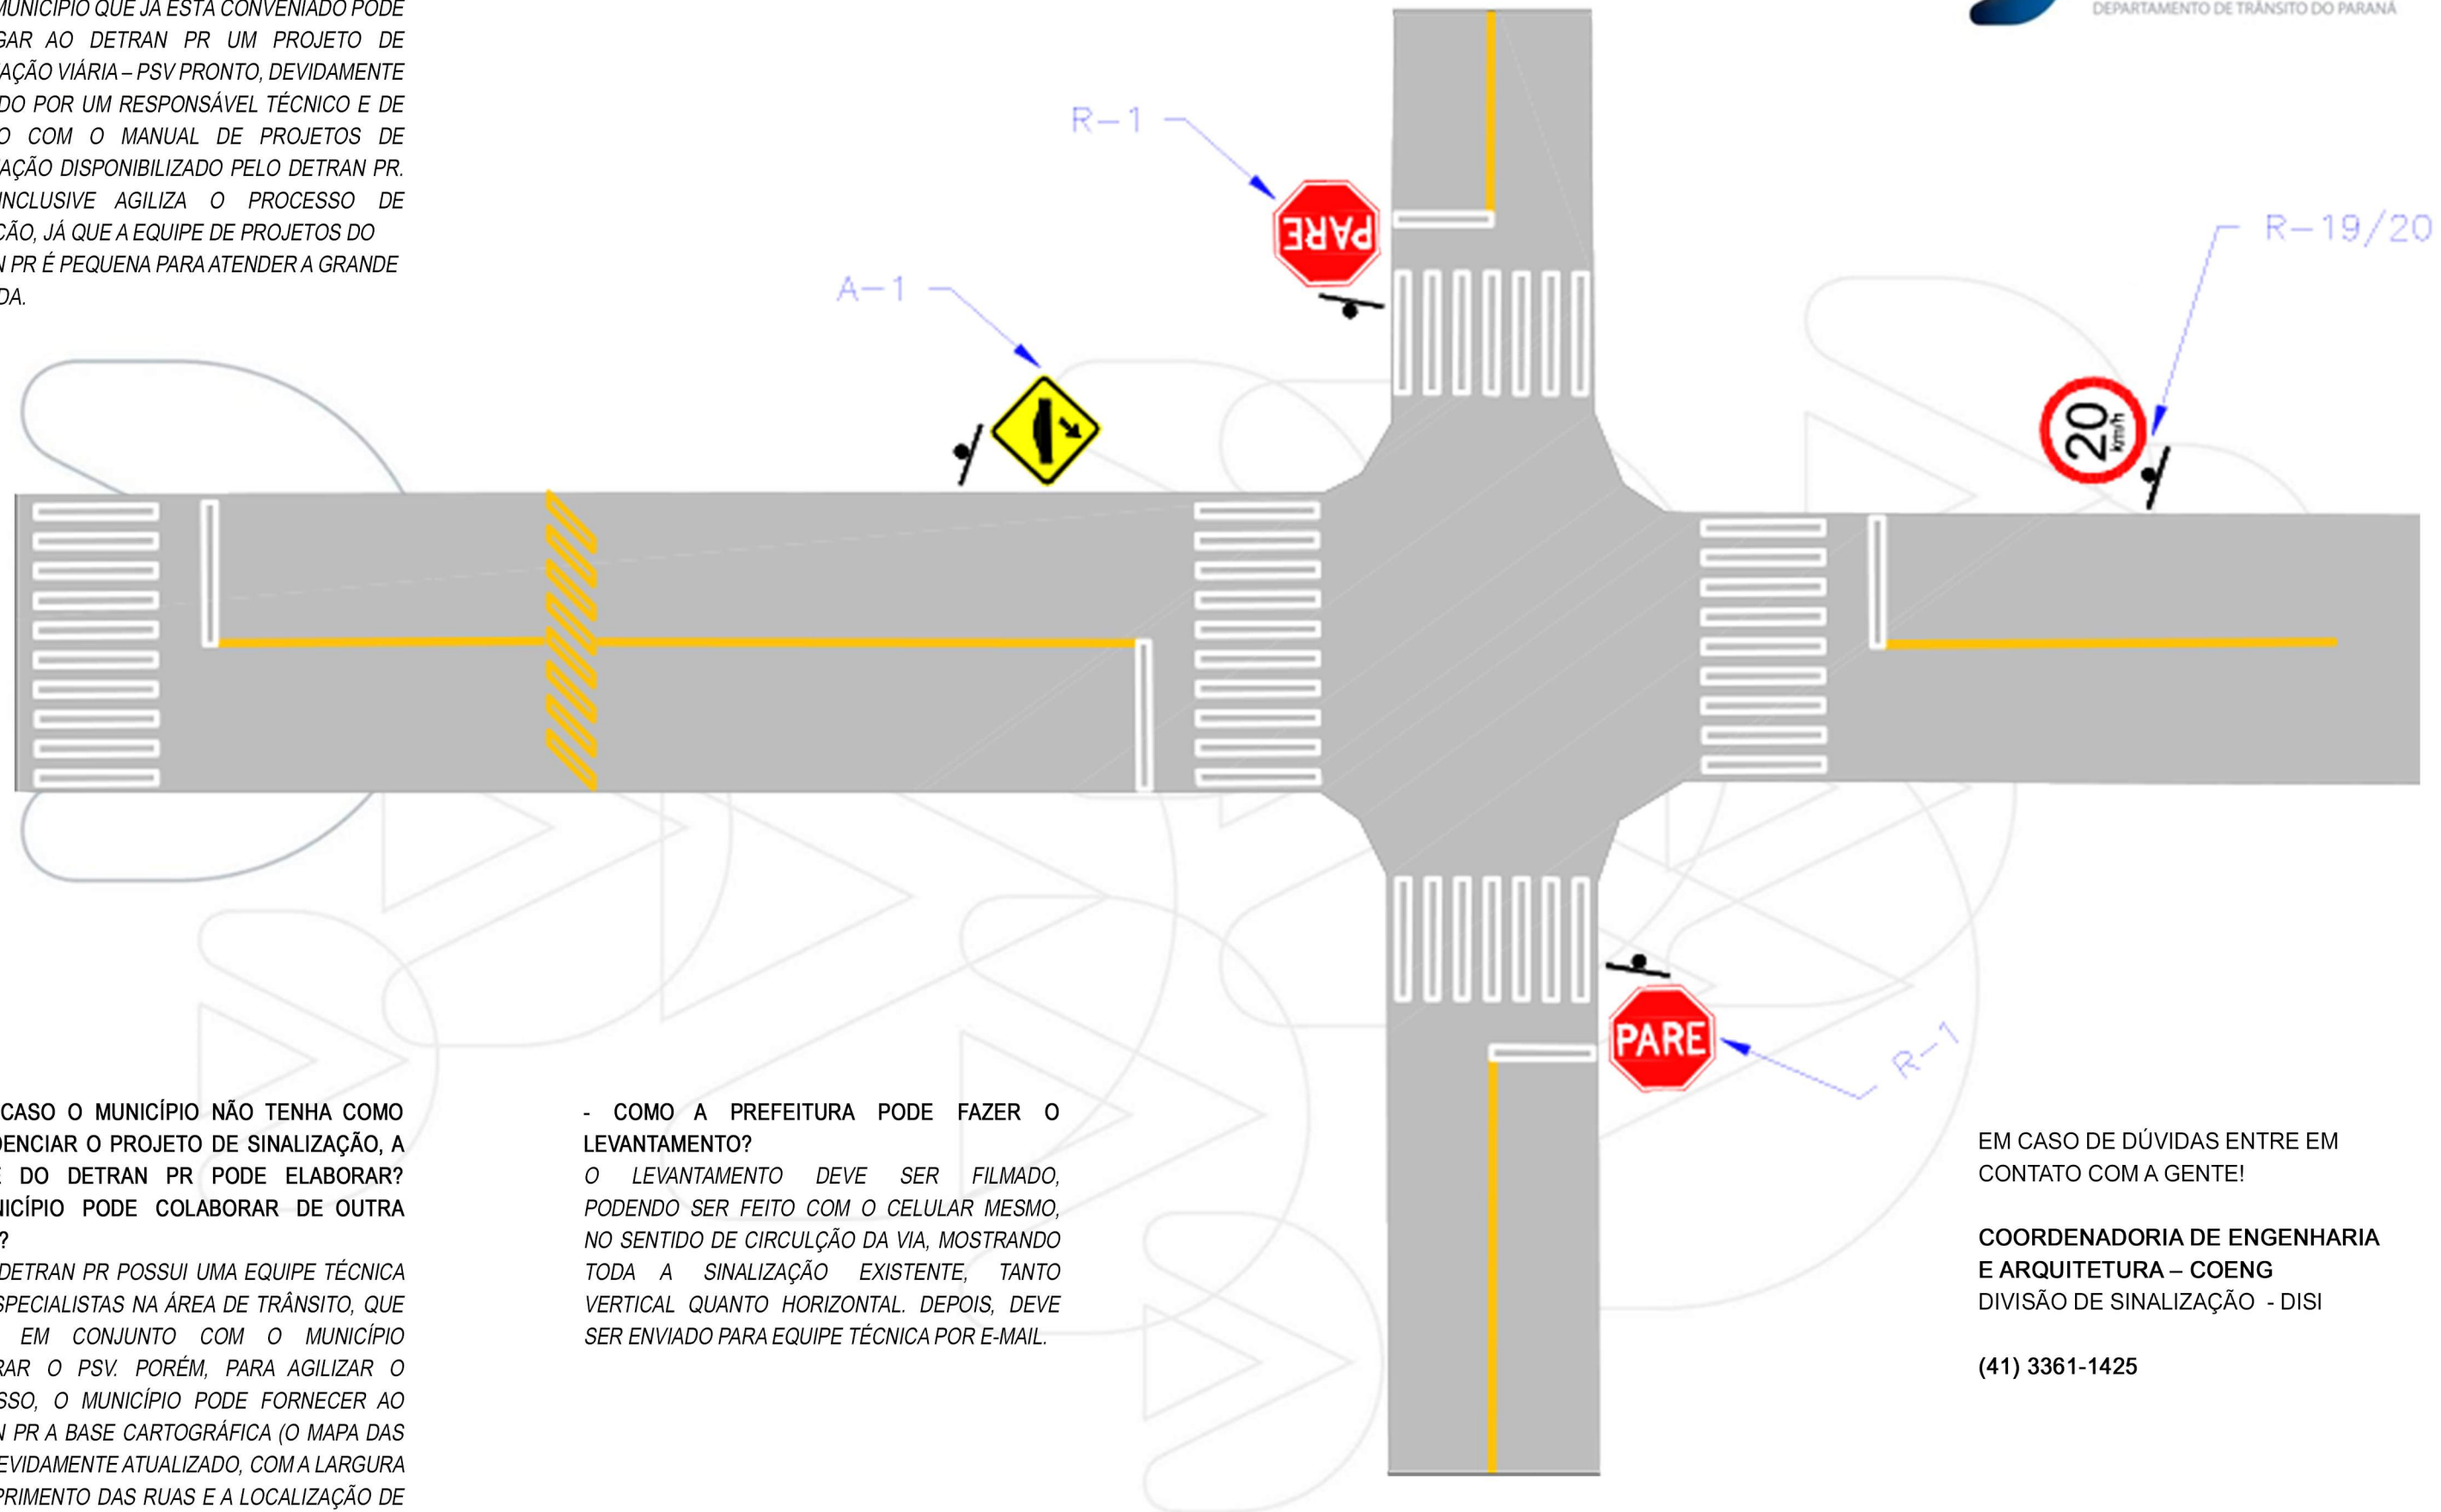 MUNICÍPIO QUE JÁ ESTÁ CONVENIADO PODE
GAR AO DETRAN PR UM PROJETO DE
AÇÃO VIÁRIA – PSV PRONTO, DEVIDAMENTE
DO POR UM RESPONSÁVEL TÉCNICO E DE
O COM O MANUAL DE PROJETOS DE
AÇÃO DISPONIBILIZADO PELO DETRAN PR.
INCLUSIVE AGILIZA O PROCESSO DE
ÇÃO, JÁ QUE A EQUIPE DE PROJETOS DO
N PR É PEQUENA PARA ATENDER A GRANDE
DA.
DEPARTAMENTO DE TRÂNSITO DO PARANÁ
R-1
PARE
A-1
R-19/20
20
km/h
PARE
R-1
CASO O MUNICÍPIO NÃO TENHA COMO
DENCIAR O PROJETO DE SINALIZAÇÃO, A
E DO DETRAN PR PODE ELABORAR?
NICÍPIO PODE COLABORAR DE OUTRA
?
DETRAN PR POSSUI UMA EQUIPE TÉCNICA
SPECIALISTAS NA ÁREA DE TRÂNSITO, QUE
EM CONJUNTO COM O MUNICÍPIO
RAR O PSV. PORÉM, PARA AGILIZAR O
SSO, O MUNICÍPIO PODE FORNECER AO
N PR A BASE CARTOGRÁFICA (O MAPA DAS
EVIDAMENTE ATUALIZADO, COM A LARGURA
PRIMENTO DAS RUAS E A LOCALIZAÇÃO DE
- COMO A PREFEITURA PODE FAZER O
LEVANTAMENTO?
O LEVANTAMENTO DEVE SER FILMADO,
PODENDO SER FEITO COM O CELULAR MESMO,
NO SENTIDO DE CIRCULÇÃO DA VIA, MOSTRANDO
TODA A SINALIZAÇÃO EXISTENTE, TANTO
VERTICAL QUANTO HORIZONTAL. DEPOIS, DEVE
SER ENVIADO PARA EQUIPE TÉCNICA POR E-MAIL.
EM CASO DE DÚVIDAS ENTRE EM
CONTATO COM A GENTE!
COORDENADORIA DE ENGENHARIA
E ARQUITETURA – COENG
DIVISÃO DE SINALIZAÇÃO - DISI
(41) 3361-1425